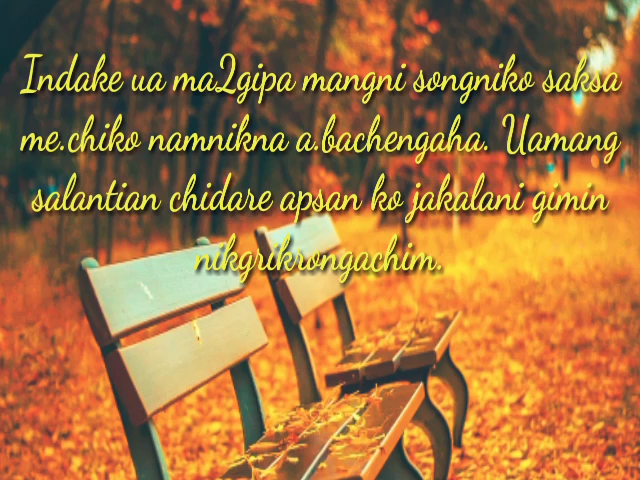 Indake ua ma2gipa mangni songniko saksa
me.chiko namnikna a.bachengaha. Uamang
salantian chidare apsan ko jakalani gimin
nikgrikrongachim.